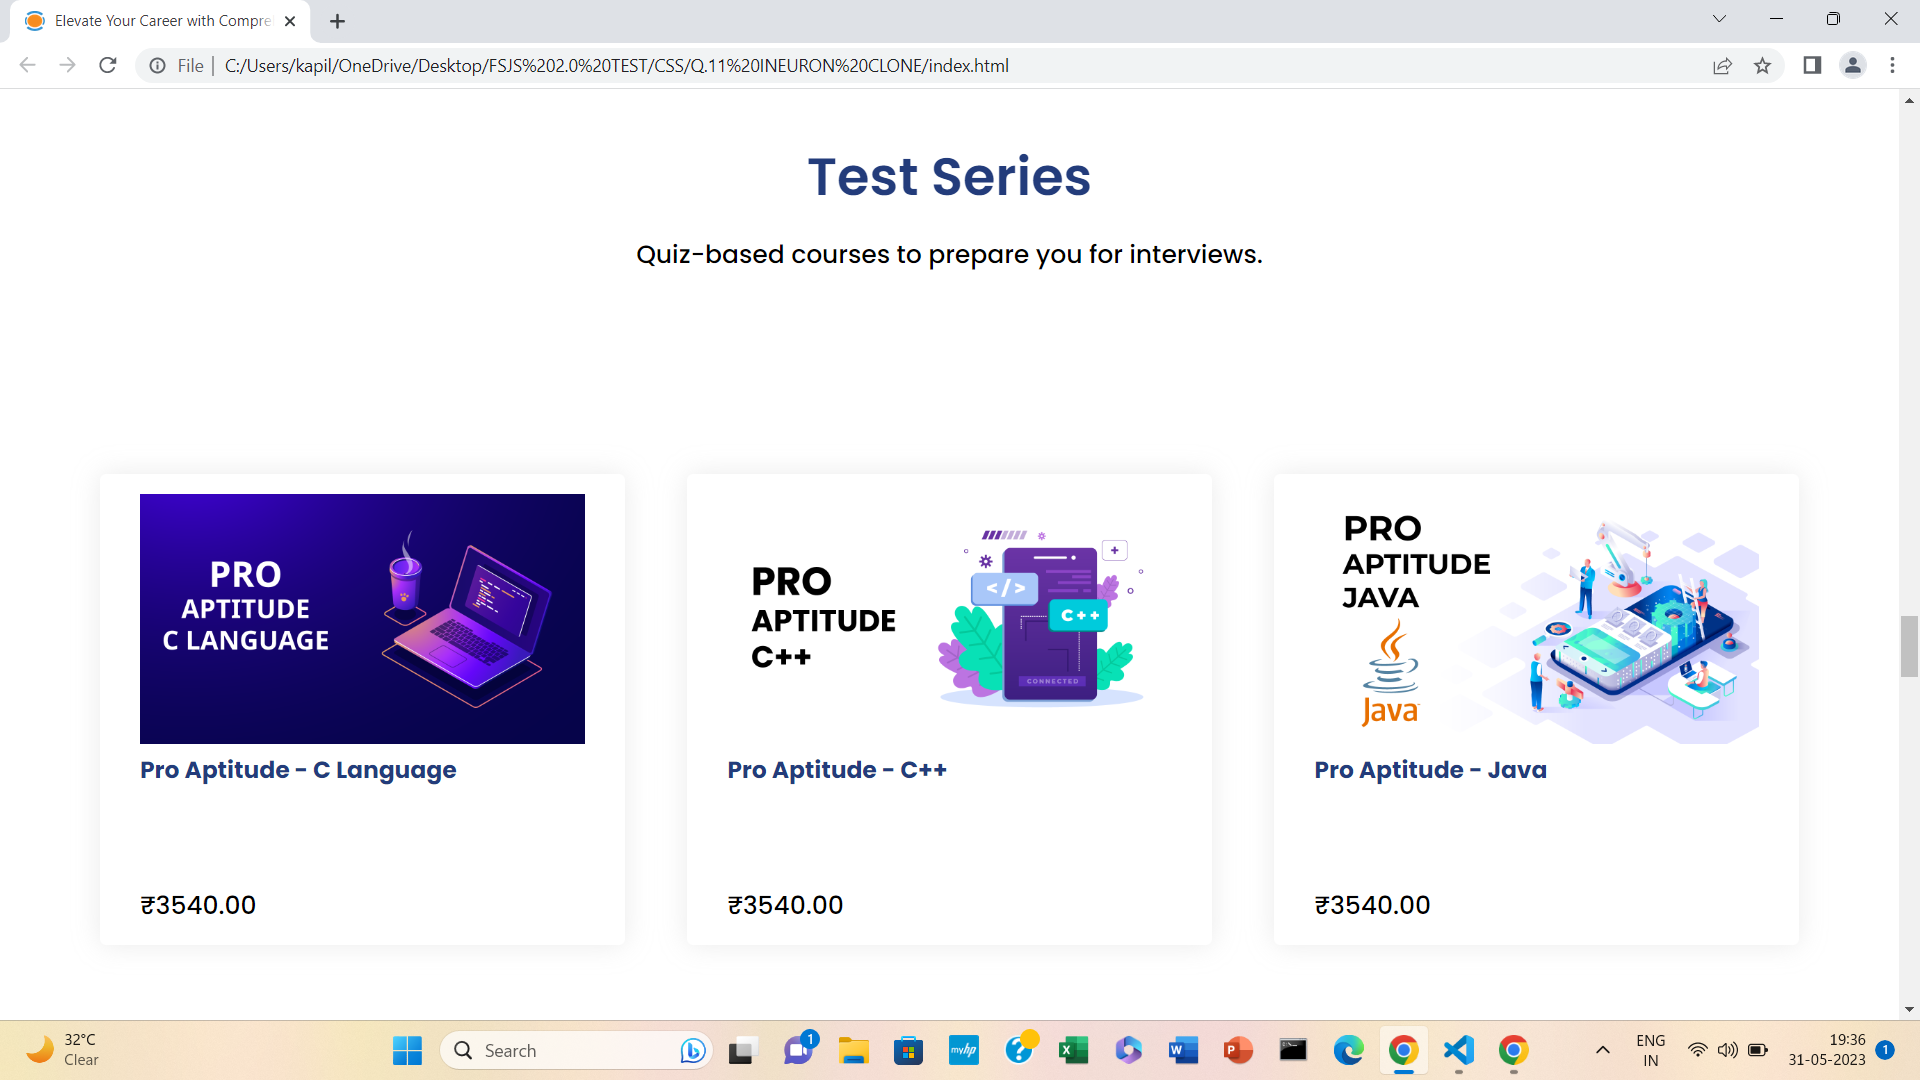 Elevate Your Career with Compre
File
C:/Users/kapil/OneDrive/Desktop/FSJS%202.0%20TEST/CSS/Q.11%20INEURON%20CLONE/index.html
Test Series
Quiz-based courses to prepare you for interviews.
PRO
APTITUDE
C LANGUAGE
Pro Aptitude - C Language
₹3540.00
PRO
APTITUDE
C++
</>
C++
CONNECTED
Pro Aptitude - C++
₹3540.00
PRO
APTITUDE
JAVA
Java
Pro Aptitude - Java
₹3540.00
32°C
Clear
Search
1
myhp
ENG
IN
19:36
31-05-2023
1